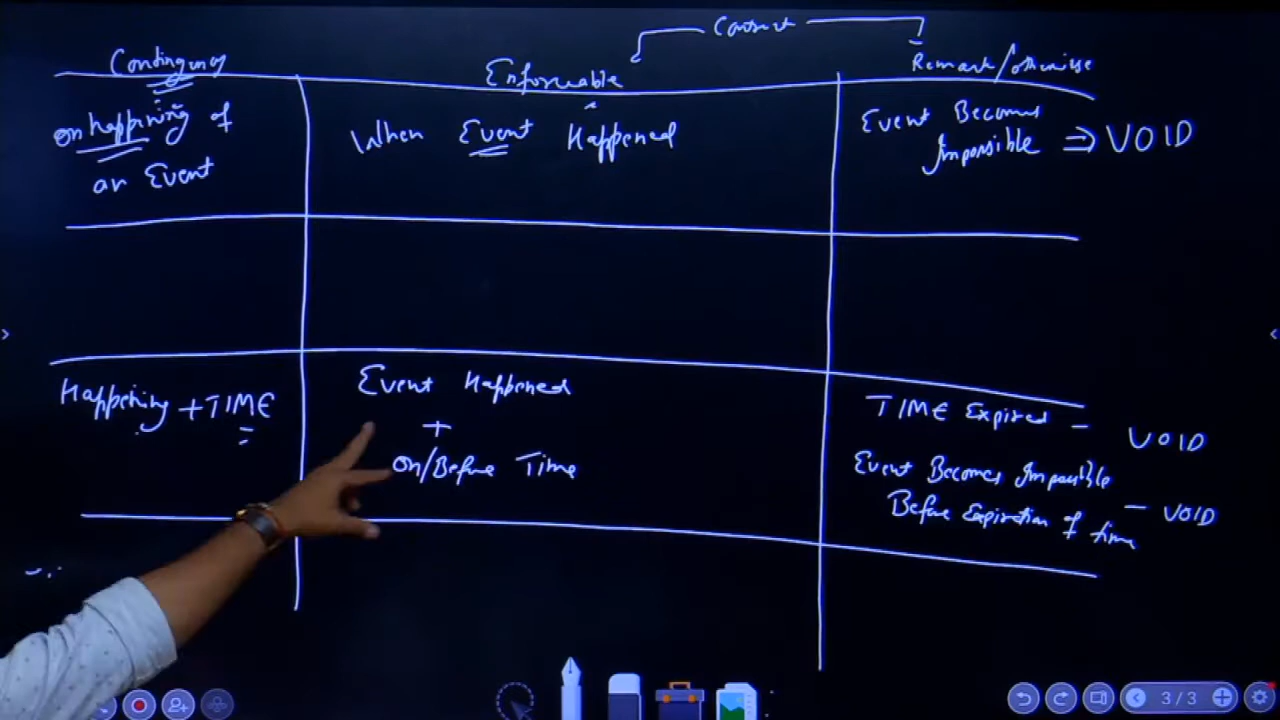 Contract
Contingency
Enforceable
Remark/otherwise
on happening of
an Event
When Event Happened
Event Becomes
Impossible ⇒ VOID
Happening + TIME
Event Happened
+
On/Before Time
TIME Expired - VOID
Event Becomes Impossible
Before Expiration of time - VOID
3/3